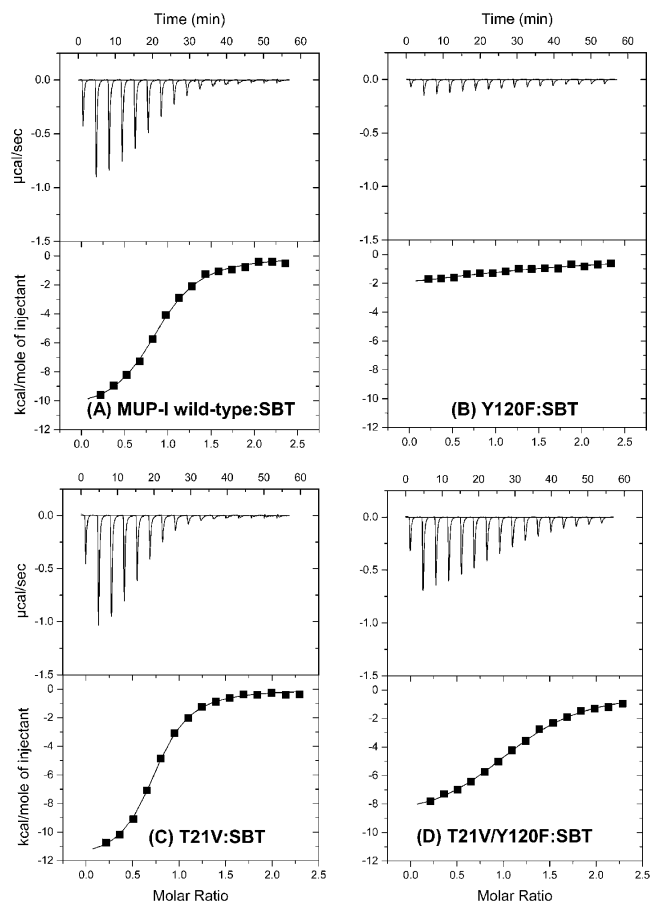 Time (min)
Time (min)
0 10 20 30 40 50 60
0 10 20 30 40 50 60
0.0
-0.5
-1.0
-1.5
µcal/sec
0.0
-0.5
-1.0
-1.5
0
-2
-4
-6
-8
-10
-12
kcal/mole of injectant
(A) MUP-I wild-type:SBT
0.0 0.5 1.0 1.5 2.0 2.5
0
-2
-4
-6
-8
-10
-12
(B) Y120F:SBT
0.0 0.5 1.0 1.5 2.0 2.5
0 10 20 30 40 50 60
0 10 20 30 40 50 60
0.0
-0.5
-1.0
-1.5
µcal/sec
0.0
-0.5
-1.0
-1.5
0
-2
-4
-6
-8
-10
-12
kcal/mole of injectant
(C) T21V:SBT
0.0 0.5 1.0 1.5 2.0 2.5
Molar Ratio
0
-2
-4
-6
-8
-10
-12
(D) T21V/Y120F:SBT
0.0 0.5 1.0 1.5 2.0 2.5
Molar Ratio